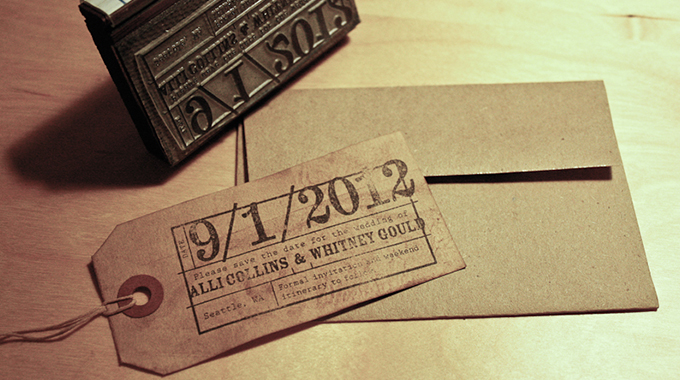 9/1/2012
DATE
Please save the date for the wedding of
ALLI COLLINS & WHITNEY GOULD
Seattle, WA
Formal invitation and weekend
itinerary to